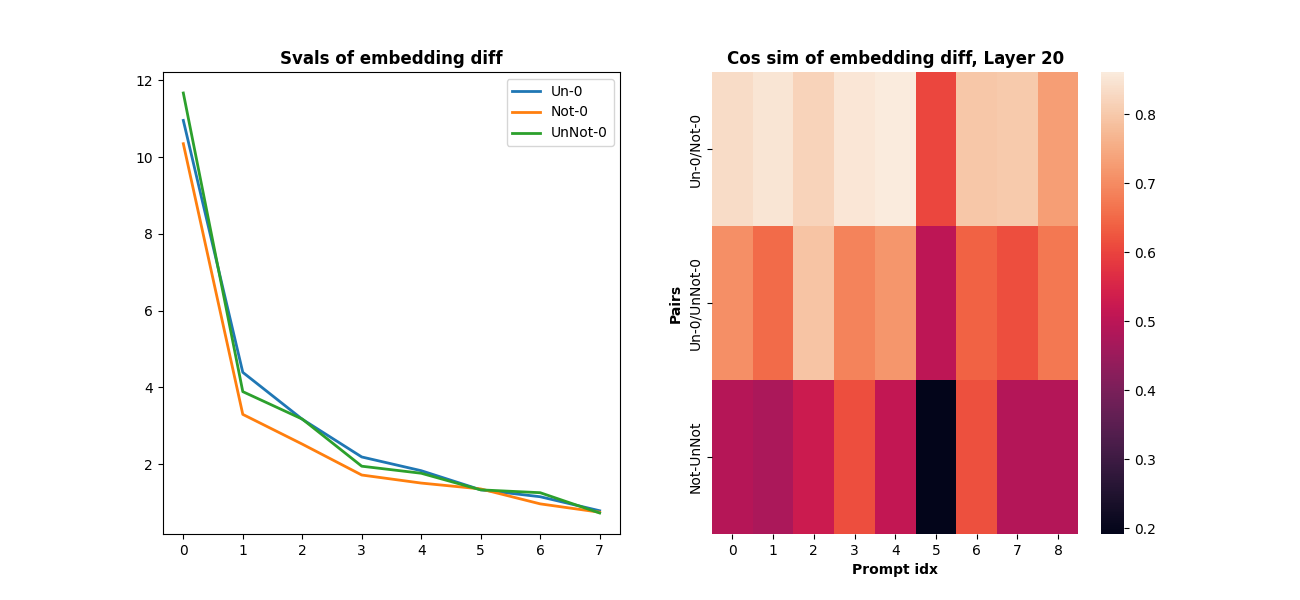 Svals of embedding diff
12
10
8
6
4
2
0 1 2 3 4 5 6 7
Un-0
Not-0
UnNot-0
Cos sim of embedding diff, Layer 20
Pairs
Un-0/Not-0
Un-0/UnNot-0
Not-UnNot
0 1 2 3 4 5 6 7 8
Prompt idx
0.8
0.7
0.6
0.5
0.4
0.3
0.2